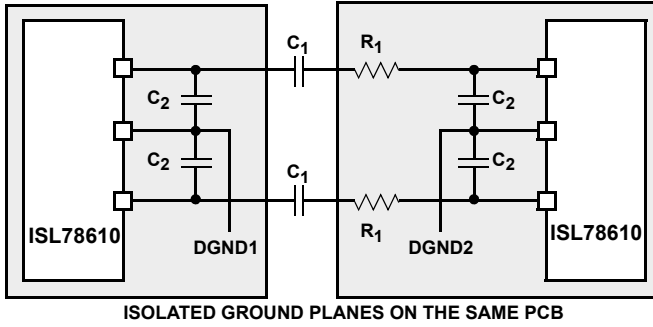 C1
R1
C2
C2
C2
C2
C1
R1
ISL78610
DGND1
DGND2
ISL78610
ISOLATED GROUND PLANES ON THE SAME PCB